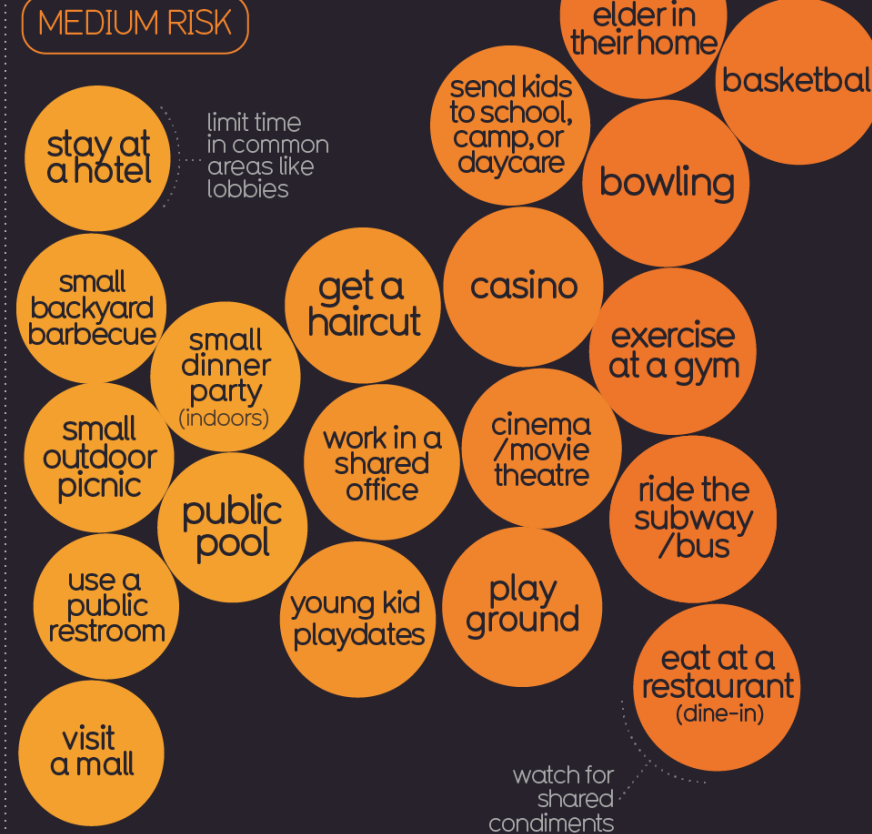 MEDIUM RISK
stay at
a hotel
limit time
in common
areas like
lobbies
small
backyard
barbecue
small
dinner
party
(indoors)
small
outdoor
picnic
public
pool
use a
public
restroom
visit
a mall
get a
haircut
work in a
shared
office
young kid
playdates
send kids
to school,
camp, or
daycare
casino
cinema
/movie
theatre
play
ground
elder in
their home
bowling
exercise
at a gym
ride the
subway
/bus
eat at a
restaurant
(dine-in)
watch for
shared
condiments
basketbal